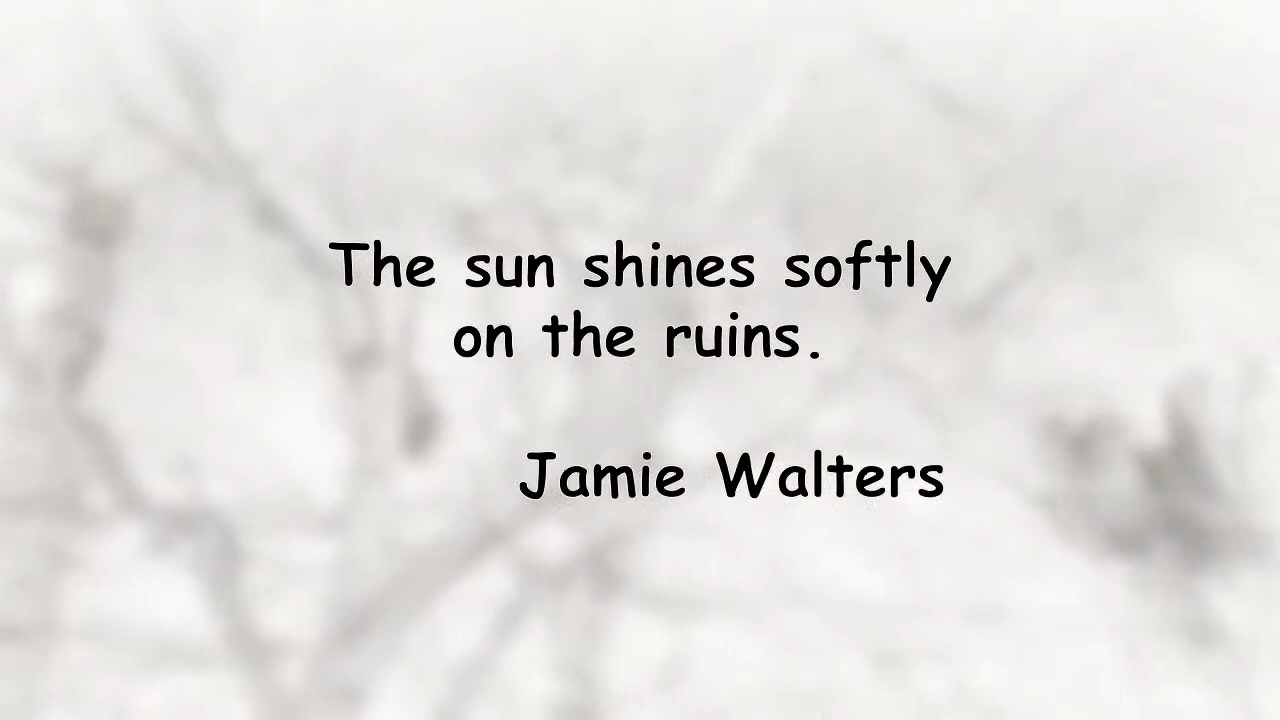 The sun shines softly
on the ruins.
Jamie Walters